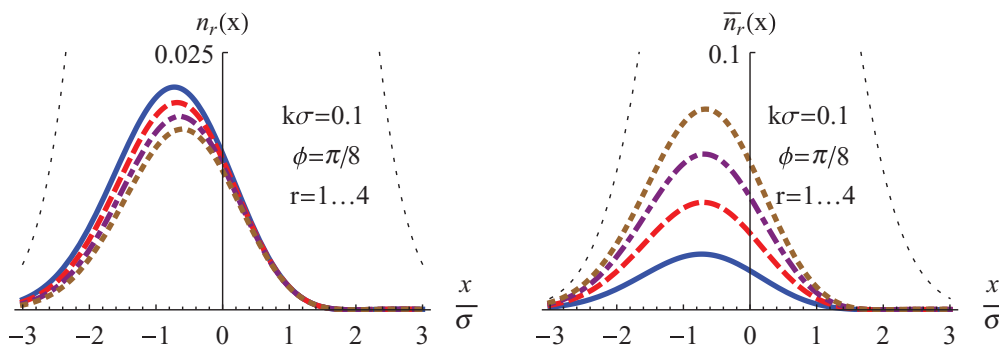 n_r(x)
0.025
kσ=0.1
ϕ=π/8
r=1…4
−3 −2 −1 0 1 2 3
x/σ
n̅_r(x)
0.1
kσ=0.1
ϕ=π/8
r=1…4
−3 −2 −1 0 1 2 3
x/σ